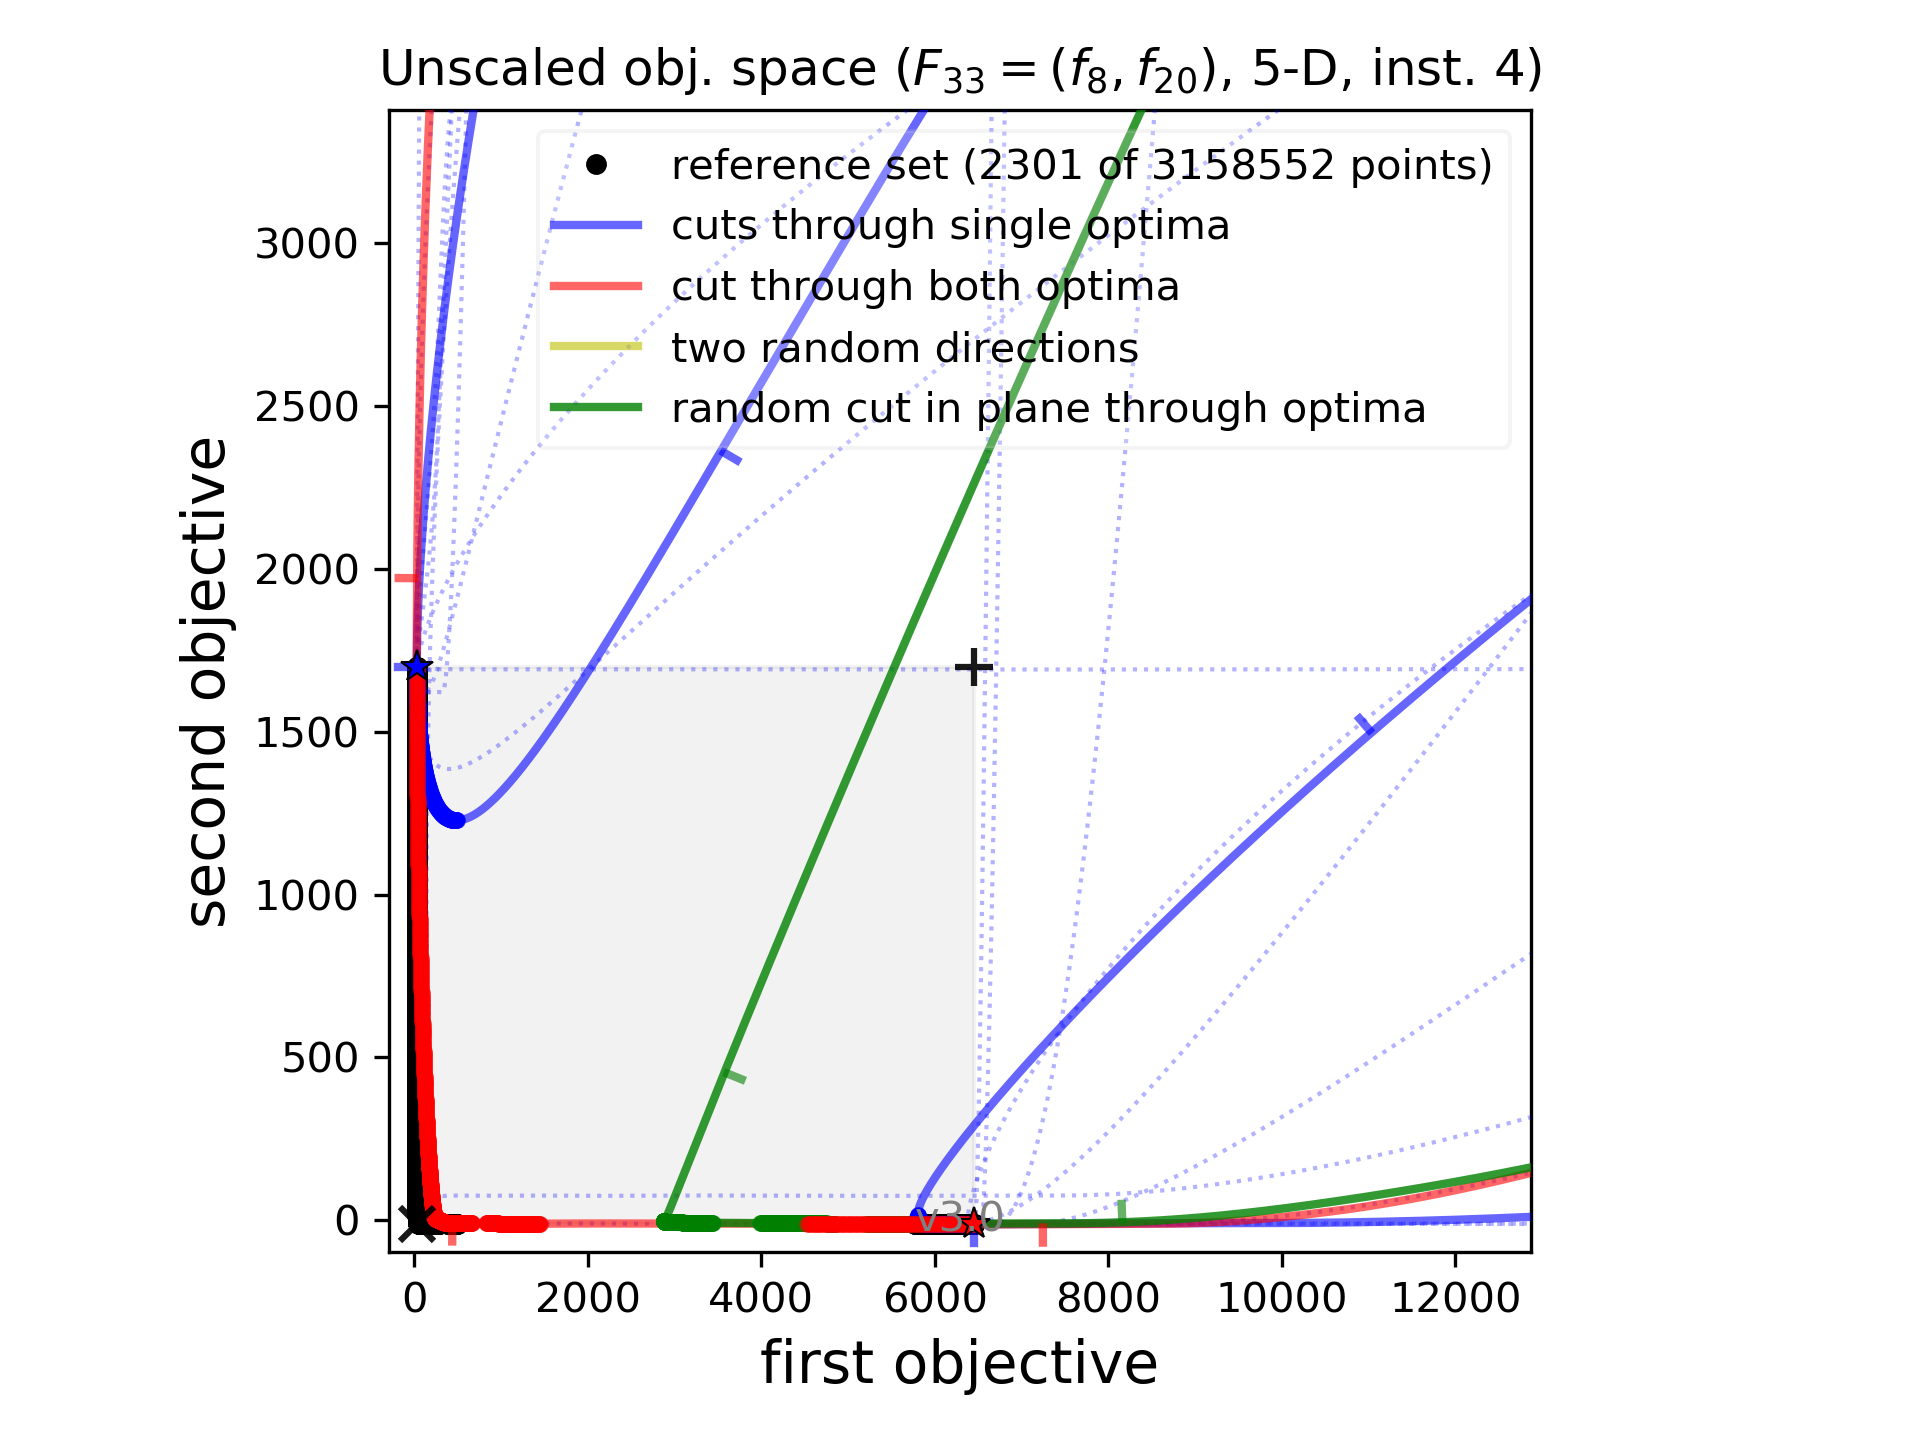 Unscaled obj. space (F33 = (f8, f20), 5-D, inst. 4)
reference set (2301 of 3158552 points)
cuts through single optima
cut through both optima
two random directions
random cut in plane through optima
second objective
3000
2500
2000
1500
1000
500
0
v3.0
0 2000 4000 6000 8000 10000 12000
first objective